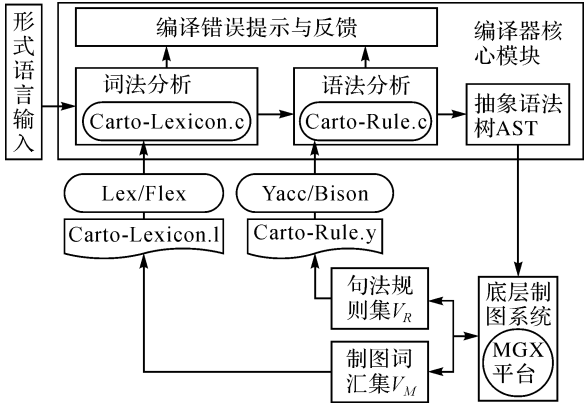 形
式
语
言
输
入
编译错误提示与反馈
编译器核
心模块
词法分析
Carto-Lexicon.c
语法分析
Carto-Rule.c
抽象语法
树AST
Lex/Flex
Yacc/Bison
Carto-Lexicon.l
Carto-Rule.y
句法规
则集V_R
制图词
汇集V_M
底层制
图系统
MGX
平台